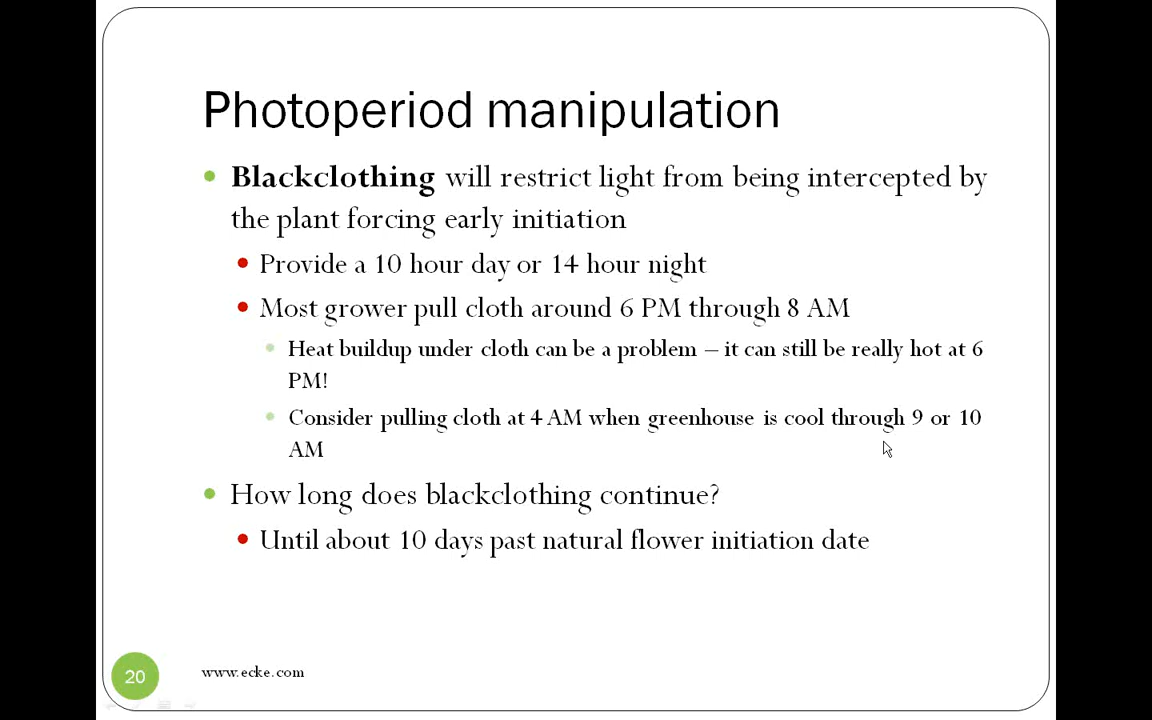 Photoperiod manipulation
• Blackclothing will restrict light from being intercepted by
the plant forcing early initiation
• Provide a 10 hour day or 14 hour night
• Most grower pull cloth around 6 PM through 8 AM
• Heat buildup under cloth can be a problem – it can still be really hot at 6
PM!
• Consider pulling cloth at 4 AM when greenhouse is cool through 9 or 10
AM
• How long does blackclothing continue?
• Until about 10 days past natural flower initiation date
20
www.ecke.com